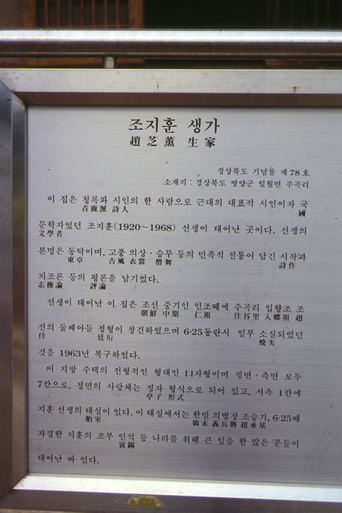 조지훈 생가
趙芝薰 生家
경상북도 기념물 제 78호
소재지 : 경상북도 영양군 일월면 주곡리
이 집은 청록파 시인의 한 사람으로 근대의 대표적 시인이자 국
青鹿派 詩人 國
문학자였던 조지훈(1920~1968) 선생이 태어난 곳이다. 선생의
文學者
본명은 동탁이며, 고풍 의상·승무 등의 민족적 전통이 담긴 시작과
東卓 古風 衣裳 僧舞 詩作
지조론 등의 평론을 남기었다.
志操論 評論
선생이 태어난 이 집은 조선 중기인 인조때에 주곡리 입향조 조
朝鮮 中期 仁祖 注谷里 入鄕祖 趙
전의 둘째아들 정형이 창건하였으며 6·25동란시 일부 소실되었던
佺 廷珩 燒失
것을 1963년 복구하였다.
이 지방 주택의 전형적인 형태인 口자형이며 정면·측면 모두
7칸으로, 정면의 사랑채는 정자 형식으로 되어 있고, 서측 1칸에
亭子 形式
지훈 선생의 태실이 있다. 이 태실에서는 한말 의병장 조승기, 6·25때
胎室 韓末 義兵將 趙承基
자결한 지훈의 조부 인석 등 나라를 위해 큰 일을 한 많은 분들이
寅錫
태어난 바 있다.